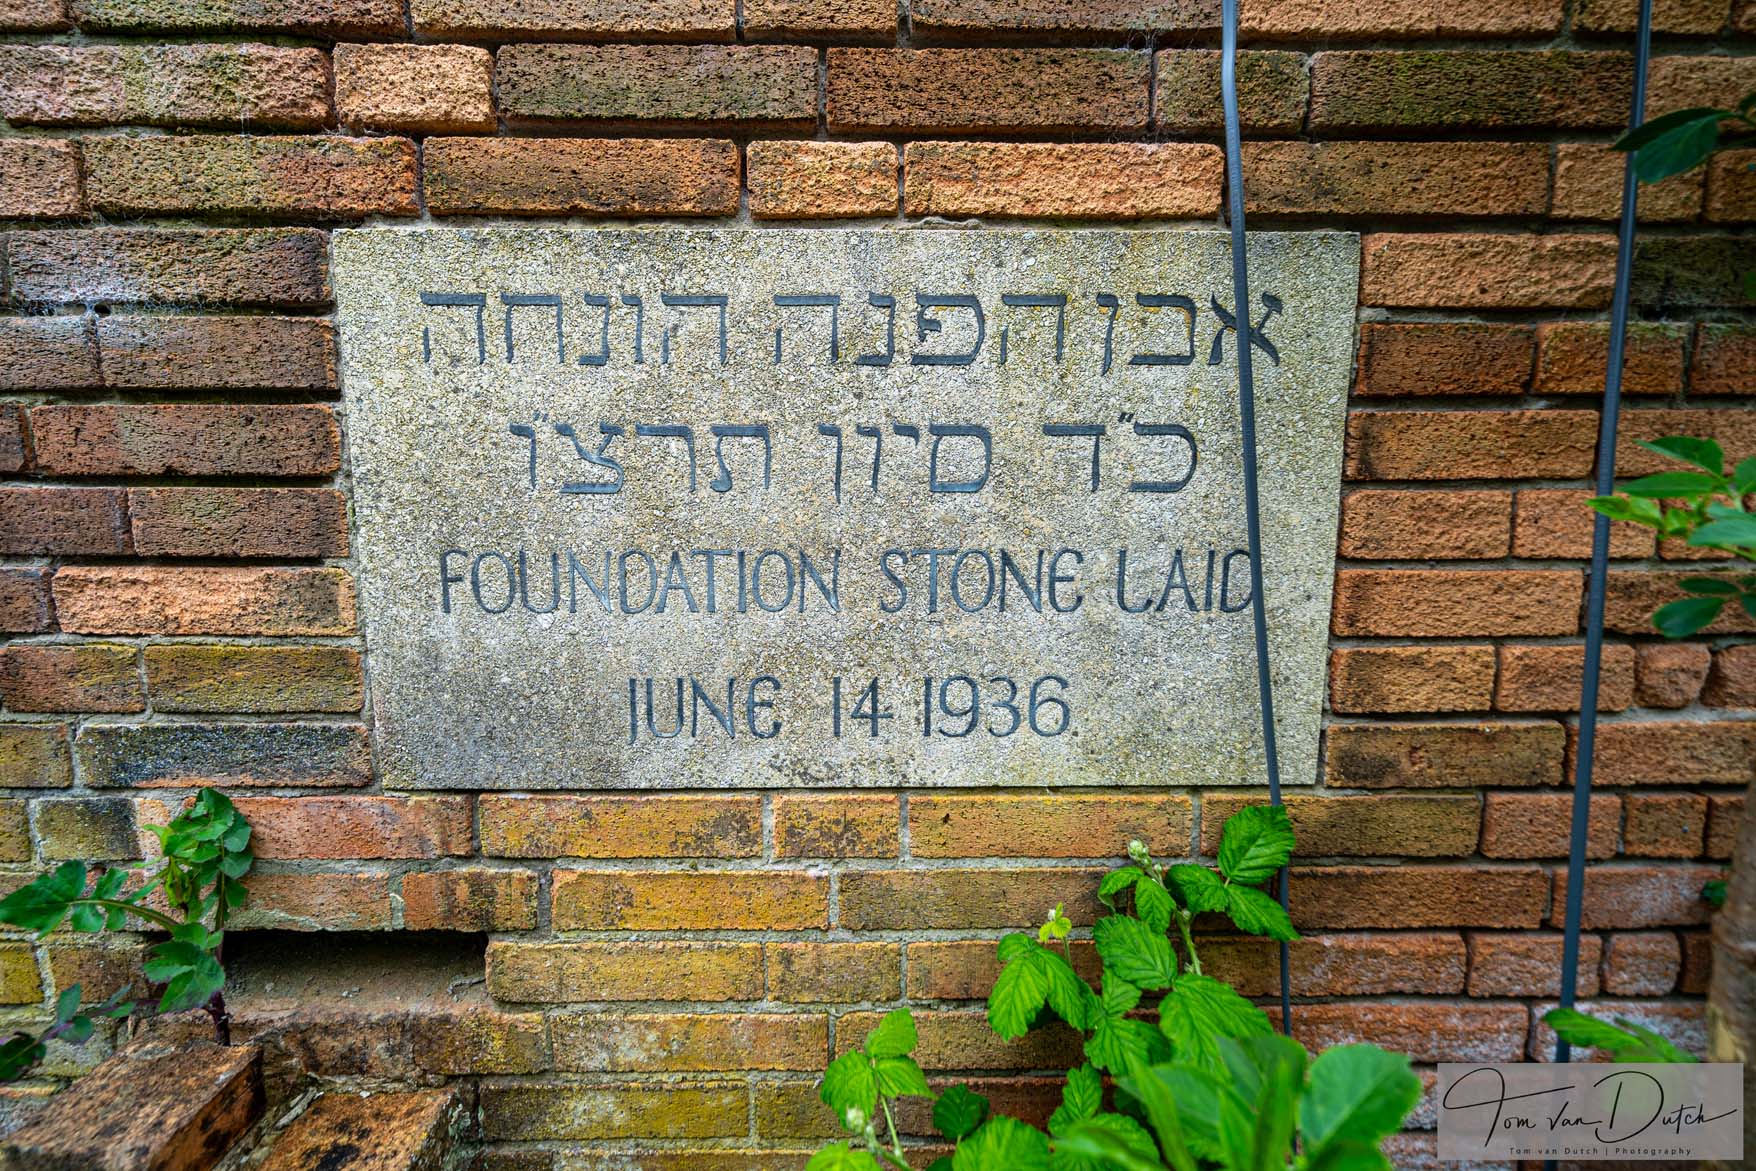 אבן הפנה הונחה
כ"ד סיון תרצ"ו
FOUNDATION STONE LAID
JUNE 14 1936
Tom van Dutch
Tom van Dutch | Photography